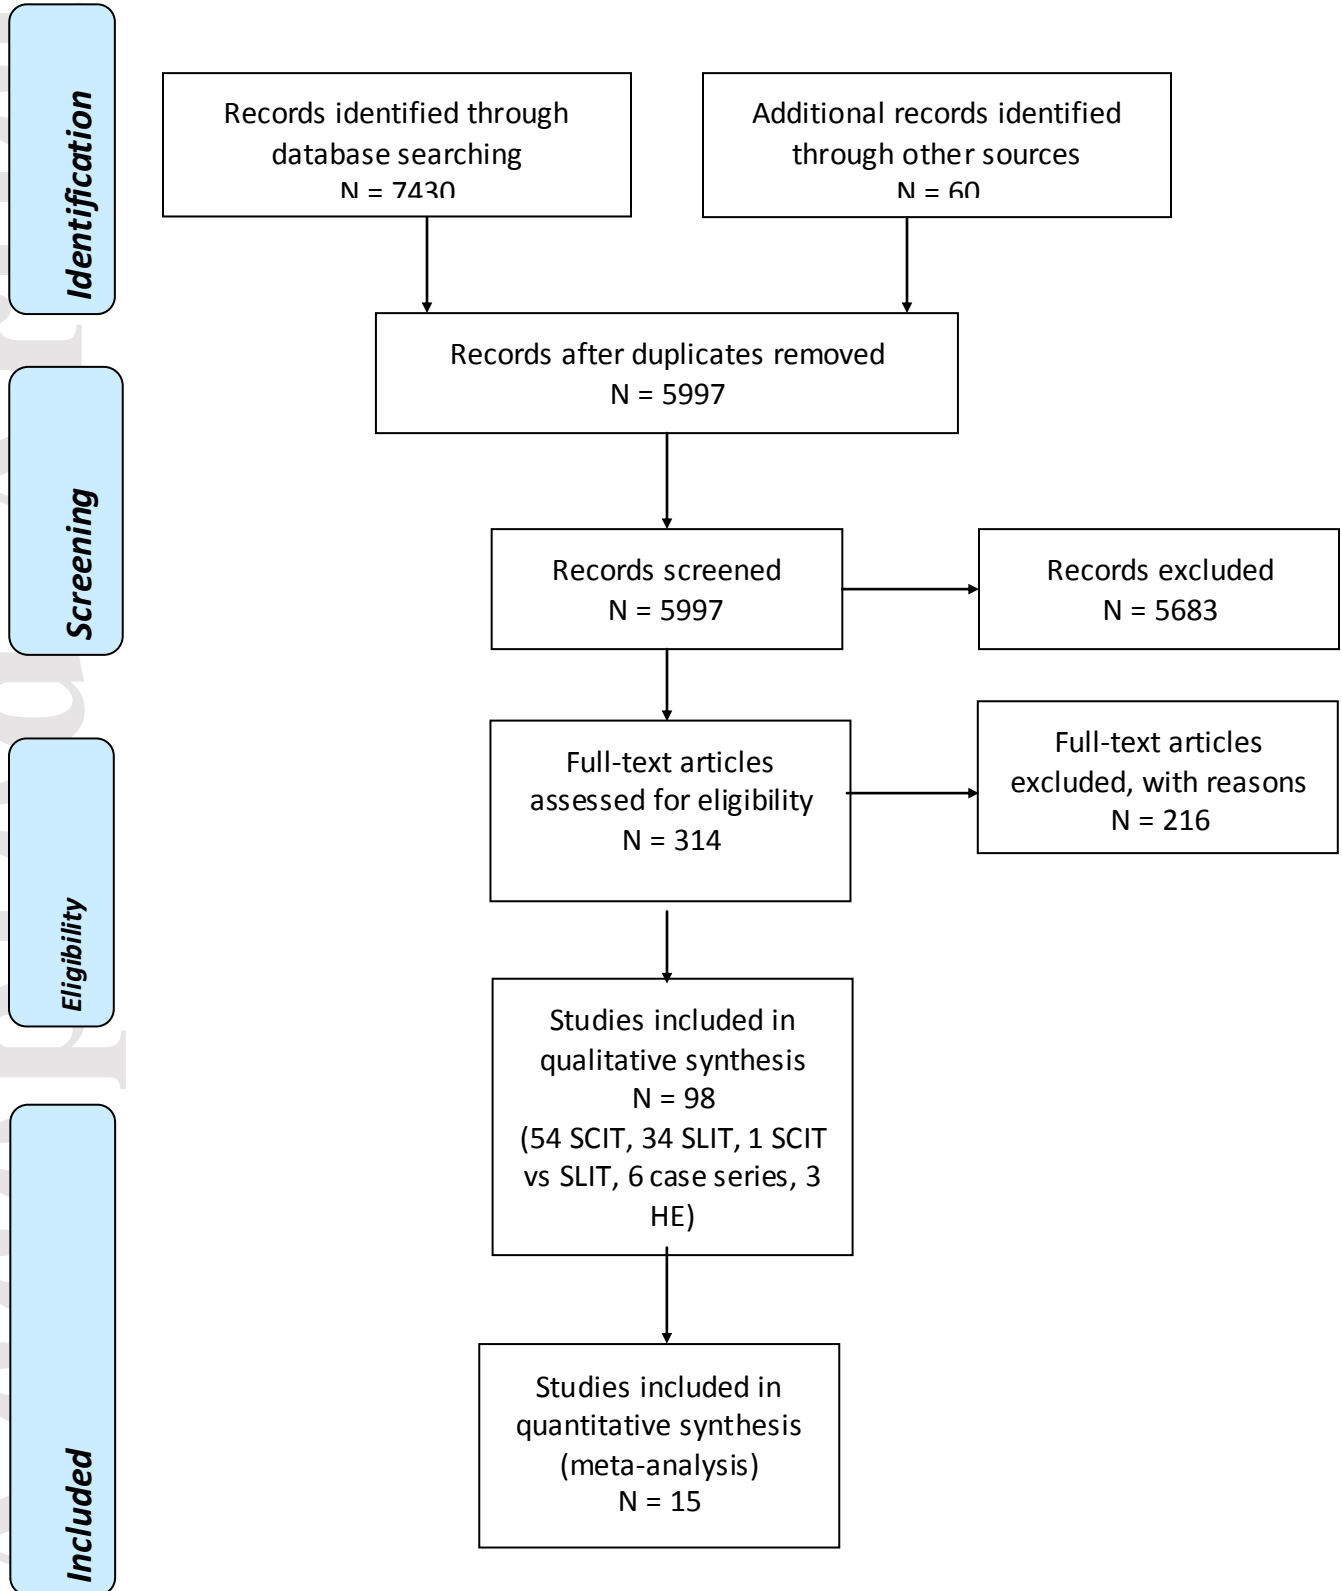 Identification
Records identified through
database searching
N = 7430
Additional records identified
through other sources
N = 60
Records after duplicates removed
N = 5997
Screening
Records screened
N = 5997
Records excluded
N = 5683
Eligibility
Full-text articles
assessed for eligibility
N = 314
Full-text articles
excluded, with reasons
N = 216
Included
Studies included in
qualitative synthesis
N = 98
(54 SCIT, 34 SLIT, 1 SCIT
vs SLIT, 6 case series, 3
HE)
Studies included in
quantitative synthesis
(meta-analysis)
N = 15